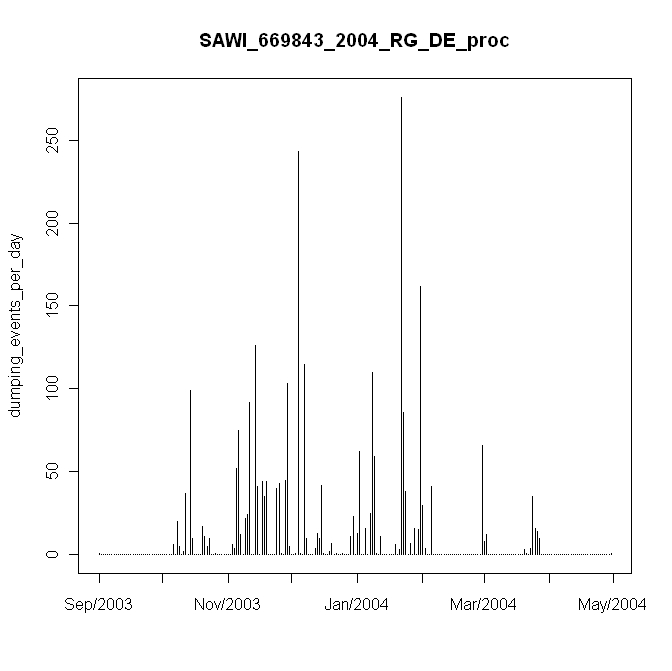 SAWI_669843_2004_RG_DE_proc
dumping_events_per_day
250
200
150
100
50
0
Sep/2003 Nov/2003 Jan/2004 Mar/2004 May/2004